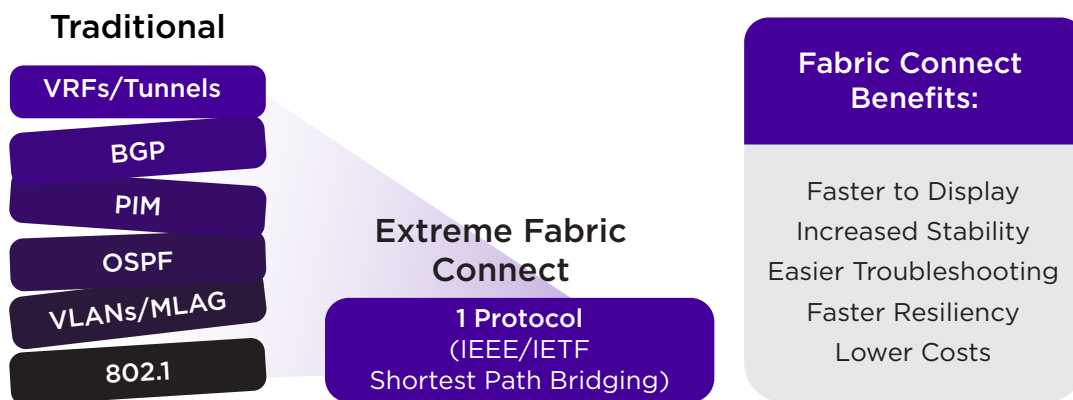 Traditional
VRFs/Tunnels
BGP
PIM
OSPF
VLANs/MLAG
802.1
Extreme Fabric
Connect
1 Protocol
(IEEE/IETF
Shortest Path Bridging)
Fabric Connect
Benefits:
Faster to Display
Increased Stability
Easier Troubleshooting
Faster Resiliency
Lower Costs